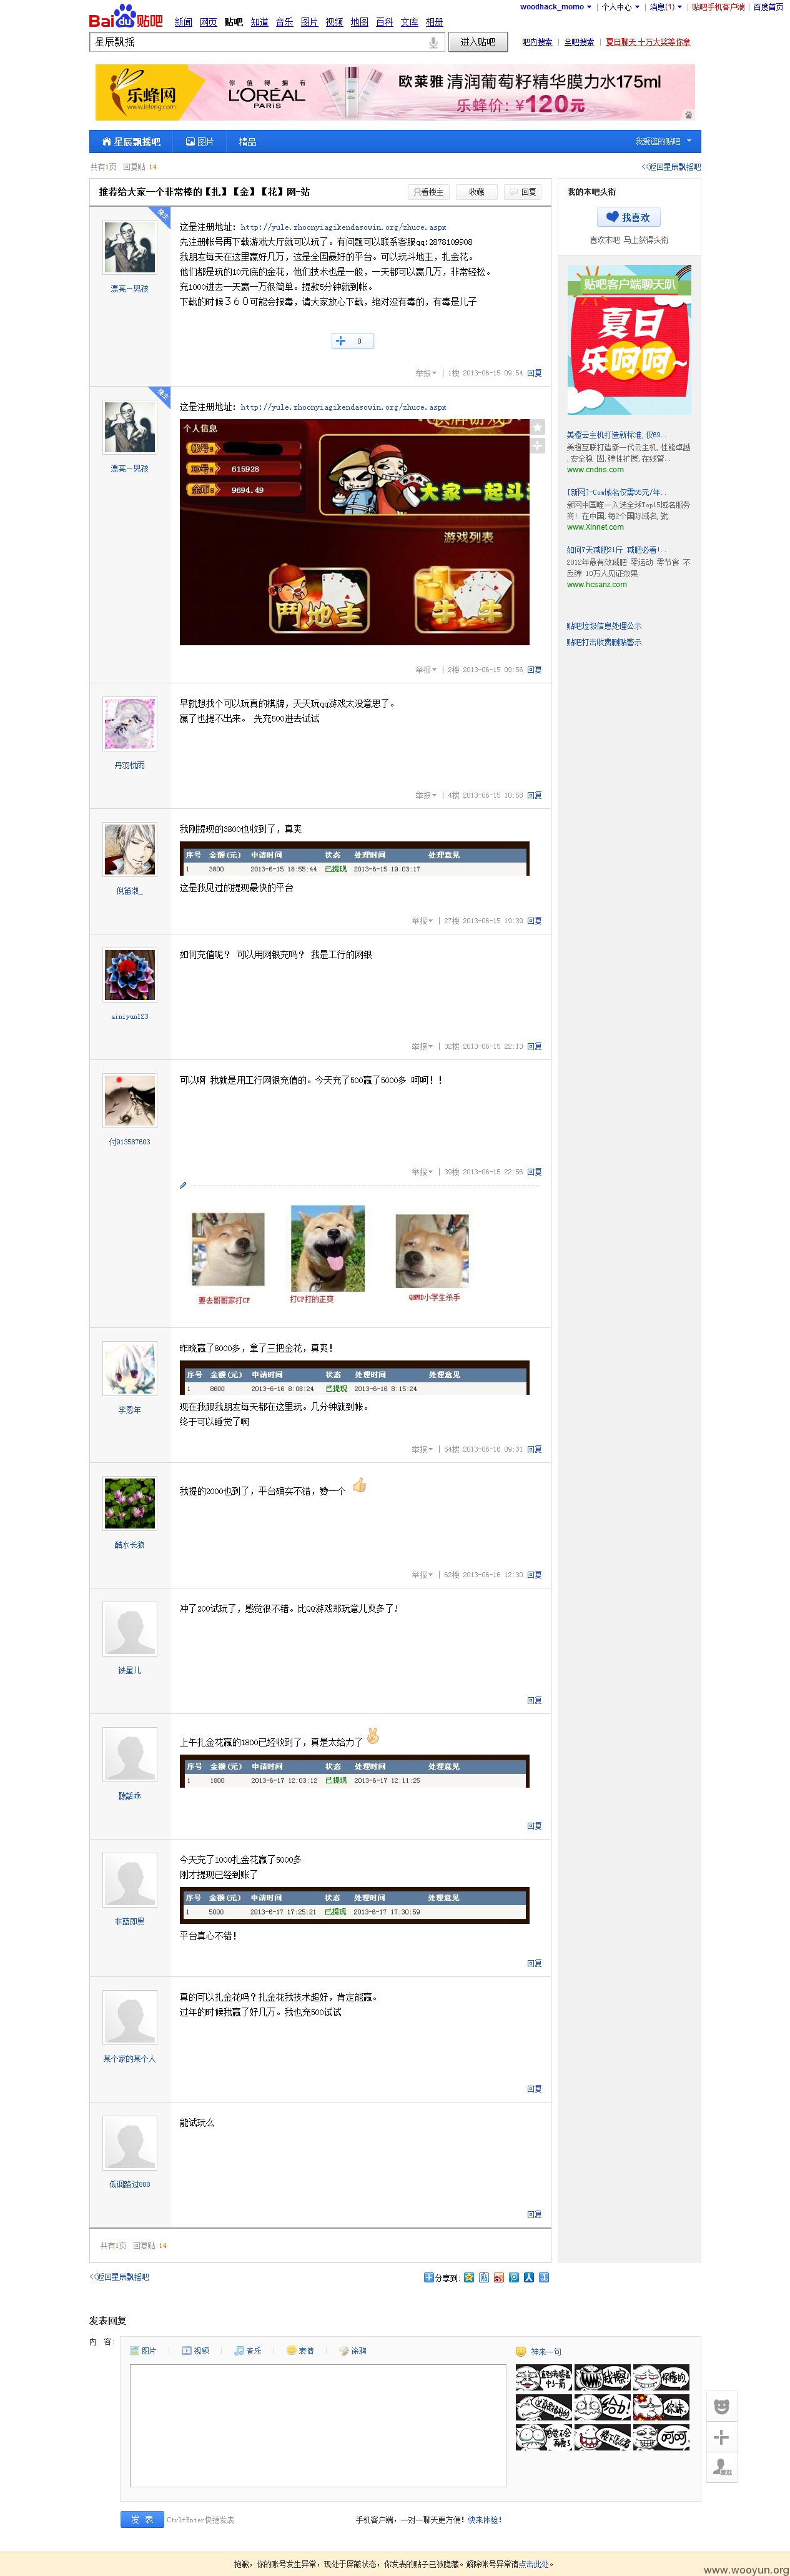 woodhack_momo 个人中心 消息(1) 贴吧手机客户端 百度首页
Bai 贴吧 新闻 网页 贴吧 知道 音乐 图片 视频 地图 百科 文库 相册
星辰飘摇 进入贴吧 吧内搜索 全吧搜索 夏日聊天 十万大奖等你拿
乐蜂网 www.lefeng.com 你值得拥有 L'ORÉAL PARIS 欧莱雅 清润葡萄籽精华膜力水175ml
乐蜂价:¥120元
星辰飘摇吧 图片 精品 我爱逛的贴吧
共有1页 回复贴:14 <<返回星辰飘摇吧
推荐给大家一个非常棒的【扎】【金】【花】网-站 只看楼主 收藏 回复
楼主
这是注册地址: http://yule.zhoonyiagikendasowin.org/zhuce.aspx
先注册帐号再下载游戏大厅就可以玩了。有问题可以联系客服qq:2878109908
我朋友每天在这里赢好几万，这是全国最好的平台。可以玩斗地主，扎金花。
他们都是玩的10元底的金花，他们技术也是一般，一天都可以赢几万，非常轻松。
充1000进去一天赢一万很简单。提款5分钟就到帐。
下载的时候３６０可能会报毒，请大家放心下载，绝对没有毒的，有毒是儿子
漂亮一男孩
0
举报 | 1楼 2013-06-15 09:54 回复
楼主
这是注册地址: http://yule.zhoonyiagikendasowin.org/zhuce.aspx
漂亮一男孩
个人信息
615928
9694.49
大家一起斗
游戏列表
鬥地主 牛牛
举报 | 2楼 2013-06-15 09:56 回复
早就想找个可以玩真的棋牌，天天玩qq游戏太没意思了。
赢了也提不出来。 先充500进去试试
丹羽忧雨
举报 | 4楼 2013-06-15 10:58 回复
我刚提现的3800也收到了，真爽
序号 金额(元) 申请时间 状态 处理时间 处理意见
1 3800 2013-6-15 18:55:44 已提现 2013-6-15 19:03:17
这是我见过的提现最快的平台
举报 | 27楼 2013-06-15 19:39 回复
如何充值呢？ 可以用网银充吗？ 我是工行的网银
ainiyun123
举报 | 32楼 2013-06-15 22:13 回复
可以啊 我就是用工行网银充值的。今天充了500赢了5000多 呵呵！！
付913587603
举报 | 39楼 2013-06-15 22:56 回复
要去哥哥家打CF 打CF打的正爽 QNMD小学生杀手
昨晚赢了8000多，拿了三把金花，真爽！
序号 金额(元) 申请时间 状态 处理时间 处理意见
1 8600 2013-6-16 8:08:24 已提现 2013-6-16 8:15:24
李恩年
现在我跟我朋友每天都在这里玩。几分钟就到帐。
终于可以睡觉了啊
举报 | 54楼 2013-06-16 09:31 回复
我提的2000也到了，平台确实不错，赞一个
酷水长狼
举报 | 62楼 2013-06-16 12:30 回复
冲了200试玩了，感觉很不错。比QQ游戏那玩意儿爽多了!
铁星儿
回复
上午扎金花赢的1800已经收到了，真是太给力了
序号 金额(元) 申请时间 状态 处理时间 处理意见
1 1800 2013-6-17 12:03:12 已提现 2013-6-17 12:11:25
聽話乖
回复
今天充了1000扎金花赢了5000多
刚才提现已经到账了
序号 金额(元) 申请时间 状态 处理时间 处理意见
1 5000 2013-6-17 17:25:21 已提现 2013-6-17 17:30:59
非蓝即黑
平台真心不错！
回复
真的可以扎金花吗？扎金花我技术超好，肯定能赢。
过年的时候我赢了好几万。我也充500试试
某个家的某个人
回复
能试玩么
低调路过888
回复
共有1页 回复贴:14
<<返回星辰飘摇吧 分享到:
我的本吧头衔
我喜欢
喜欢本吧 马上获得头衔
贴吧客户端聊天趴
夏日
乐呵呵~
美橙云主机打造新标准,仅69..
美橙互联打造新一代云主机,性能卓越
,安全稳 固,弹性扩展,在线管..
www.cndns.com
[新网]-Com域名仅需55元/年..
新网中国唯一入选全球Top15域名服务
商! 在中国,每2个国际域名,就..
www.Xinnet.com
如何7天减肥21斤 减肥必看!..
2012年最有效减肥 零运动 零节食 不
反弹 10万人见证效果
www.hcsanz.com
贴吧垃圾信息处理公示
贴吧打击收费删贴警示
发表回复
内 容:
图片 视频 音乐 表情 涂鸦 神来一句
我擦!
给力!
你妹!
呵呵
发 表 Ctrl+Enter快捷发表 手机客户端，一对一聊天更方便！快来体验！
抱歉，你的账号发生异常，现处于屏蔽状态，你发表的贴子已被隐藏。解除帐号异常请点击此处。
www.wooyun.org